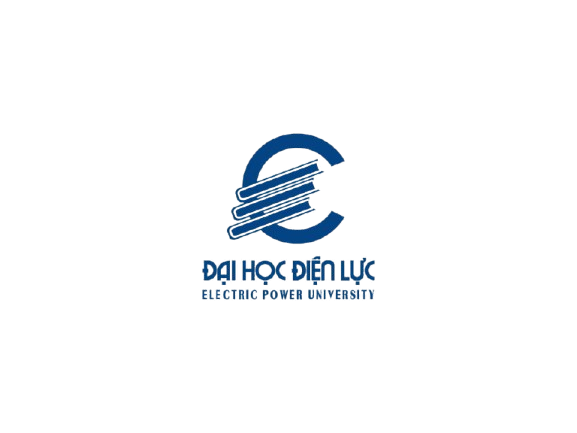 ĐẠI HỌC ĐIỆN LỰC
ELECTRIC POWER UNIVERSITY